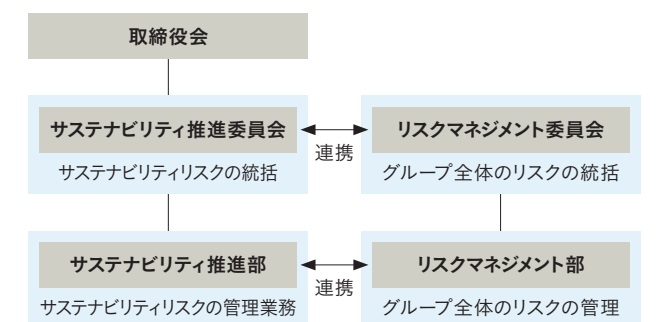 取締役会
サステナビリティ推進委員会
サステナビリティリスクの統括
連携
リスクマネジメント委員会
グループ全体のリスクの統括
サステナビリティ推進部
サステナビリティリスクの管理業務
連携
リスクマネジメント部
グループ全体のリスクの管理